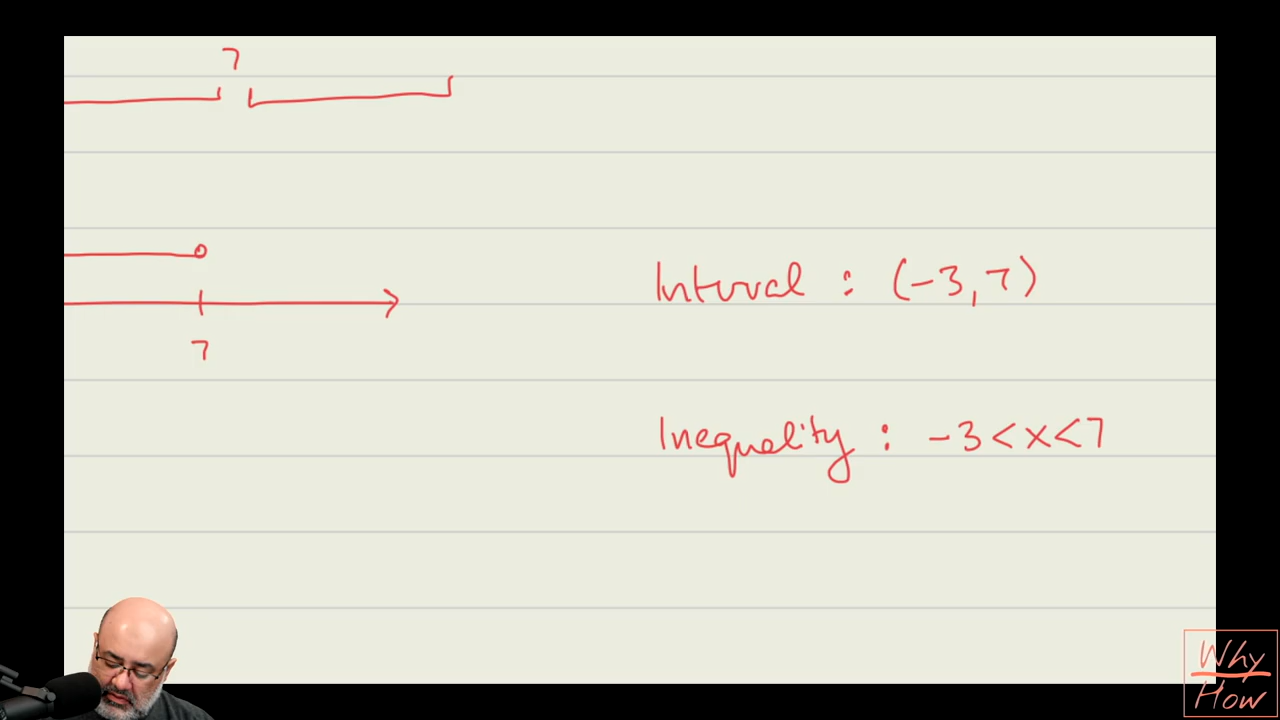 7
7
Interval : (-3, 7)
Inequality : -3 < x < 7
Why
How